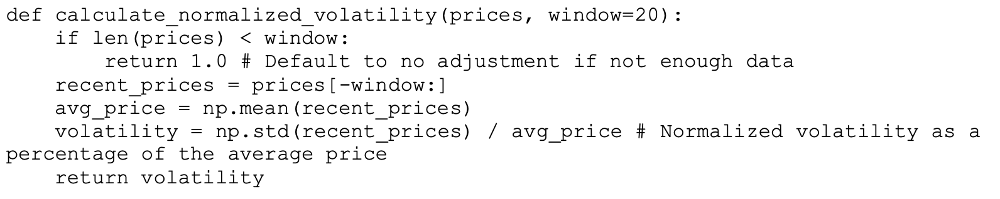 def calculate_normalized_volatility(prices, window=20):
    if len(prices) < window:
        return 1.0 # Default to no adjustment if not enough data
    recent_prices = prices[-window:]
    avg_price = np.mean(recent_prices)
    volatility = np.std(recent_prices) / avg_price # Normalized volatility as a
percentage of the average price
    return volatility